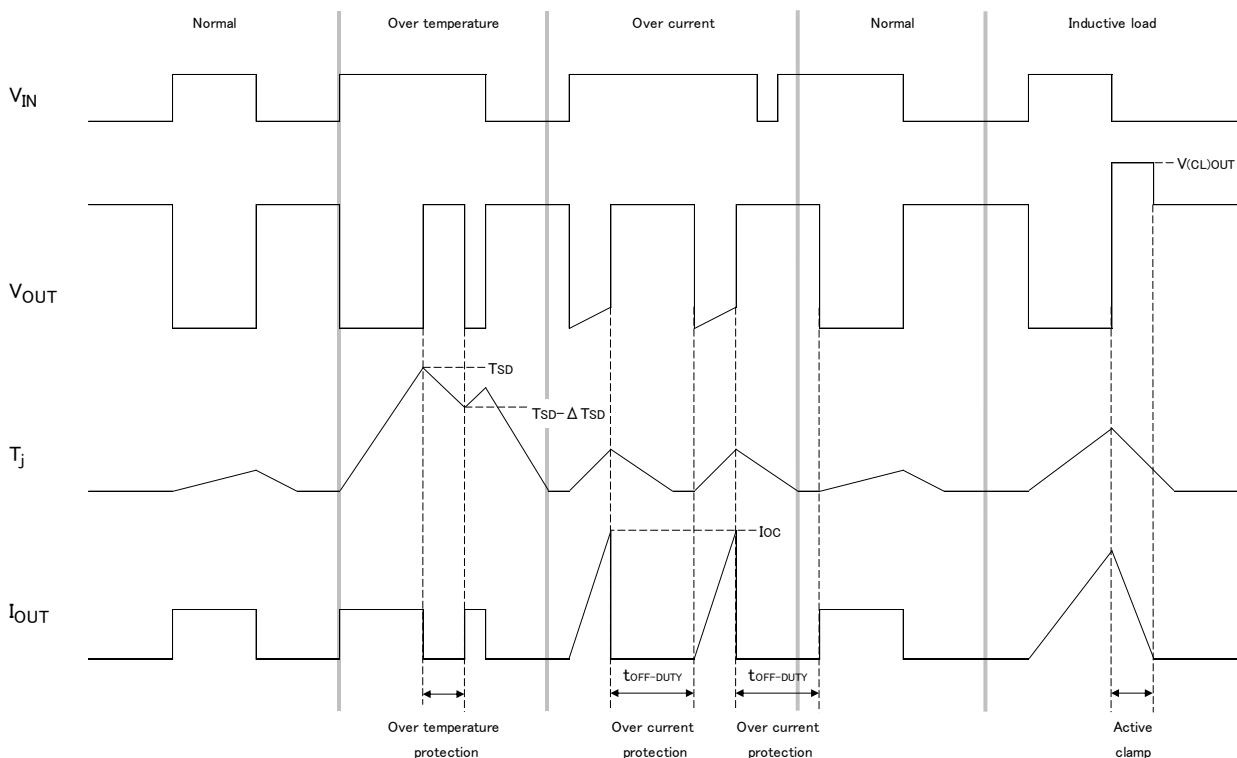 Normal
Over temperature
Over current
Normal
Inductive load
VIN
V(CL)OUT
VOUT
TSD
TSD-Δ TSD
Tj
IOC
IOUT
tOFF-DUTY
tOFF-DUTY
Over temperature
protection
Over current
protection
Over current
protection
Active
clamp